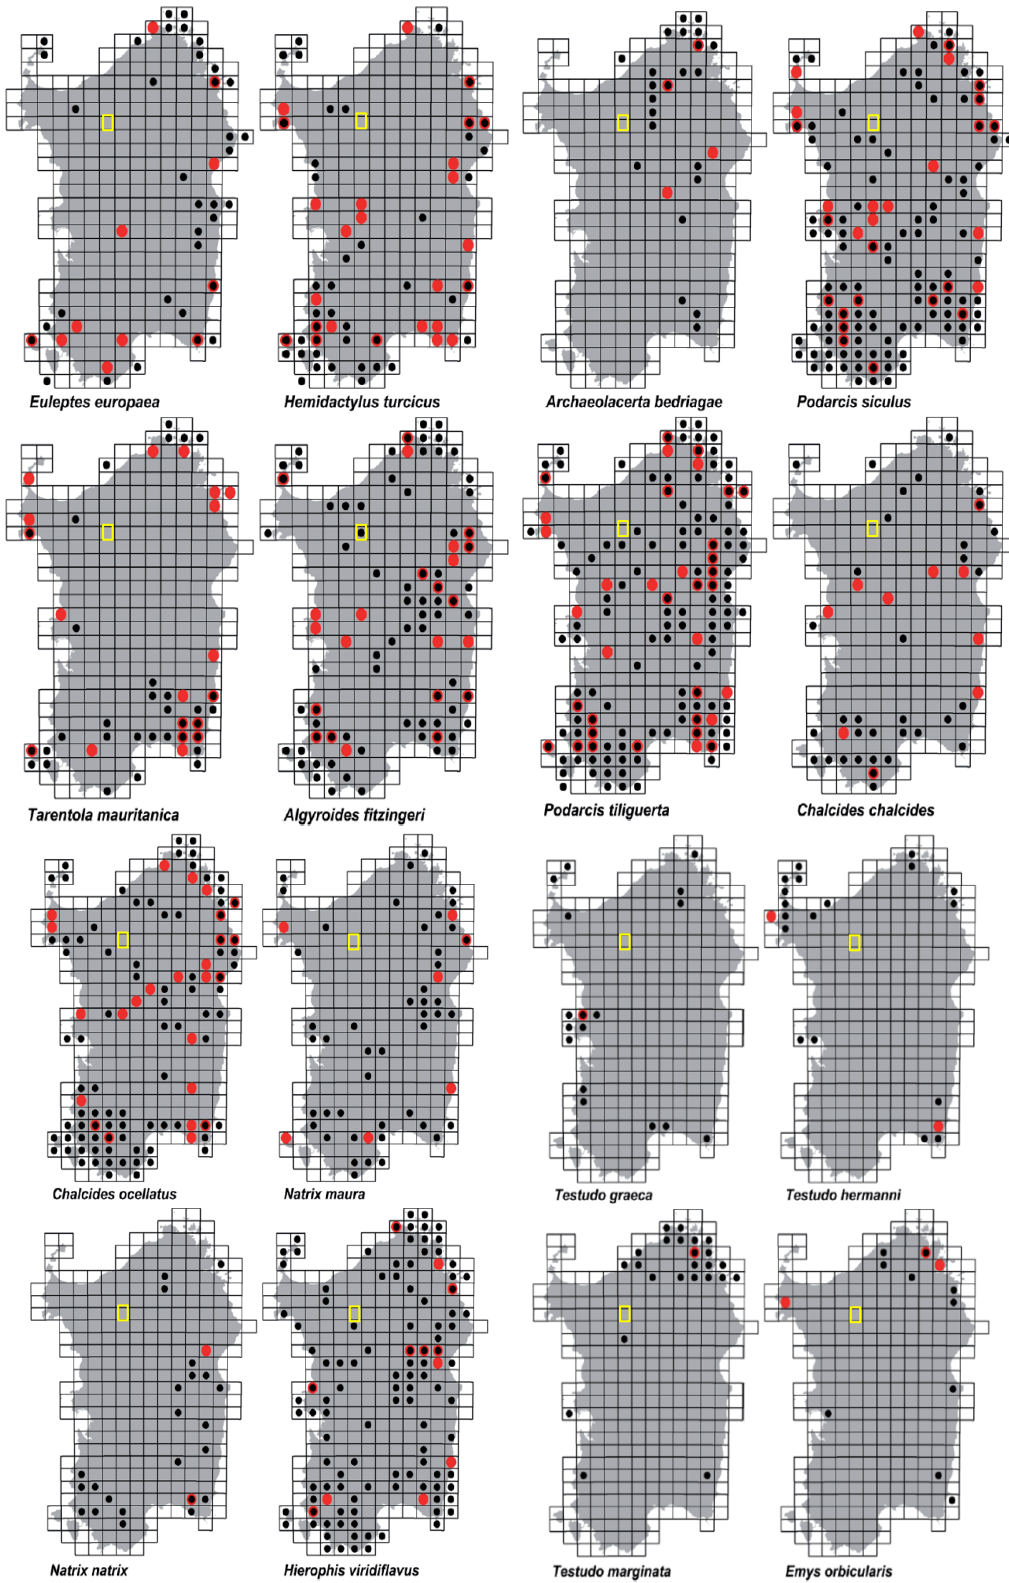 Euleptes europaea
Hemidactylus turcicus
Archaeolacerta bedriagae
Podarcis siculus
Tarentola mauritanica
Algyroides fitzingeri
Podarcis tiliguerta
Chalcides chalcides
Chalcides ocellatus
Natrix maura
Testudo graeca
Testudo hermanni
Natrix natrix
Hierophis viridiflavus
Testudo marginata
Emys orbicularis